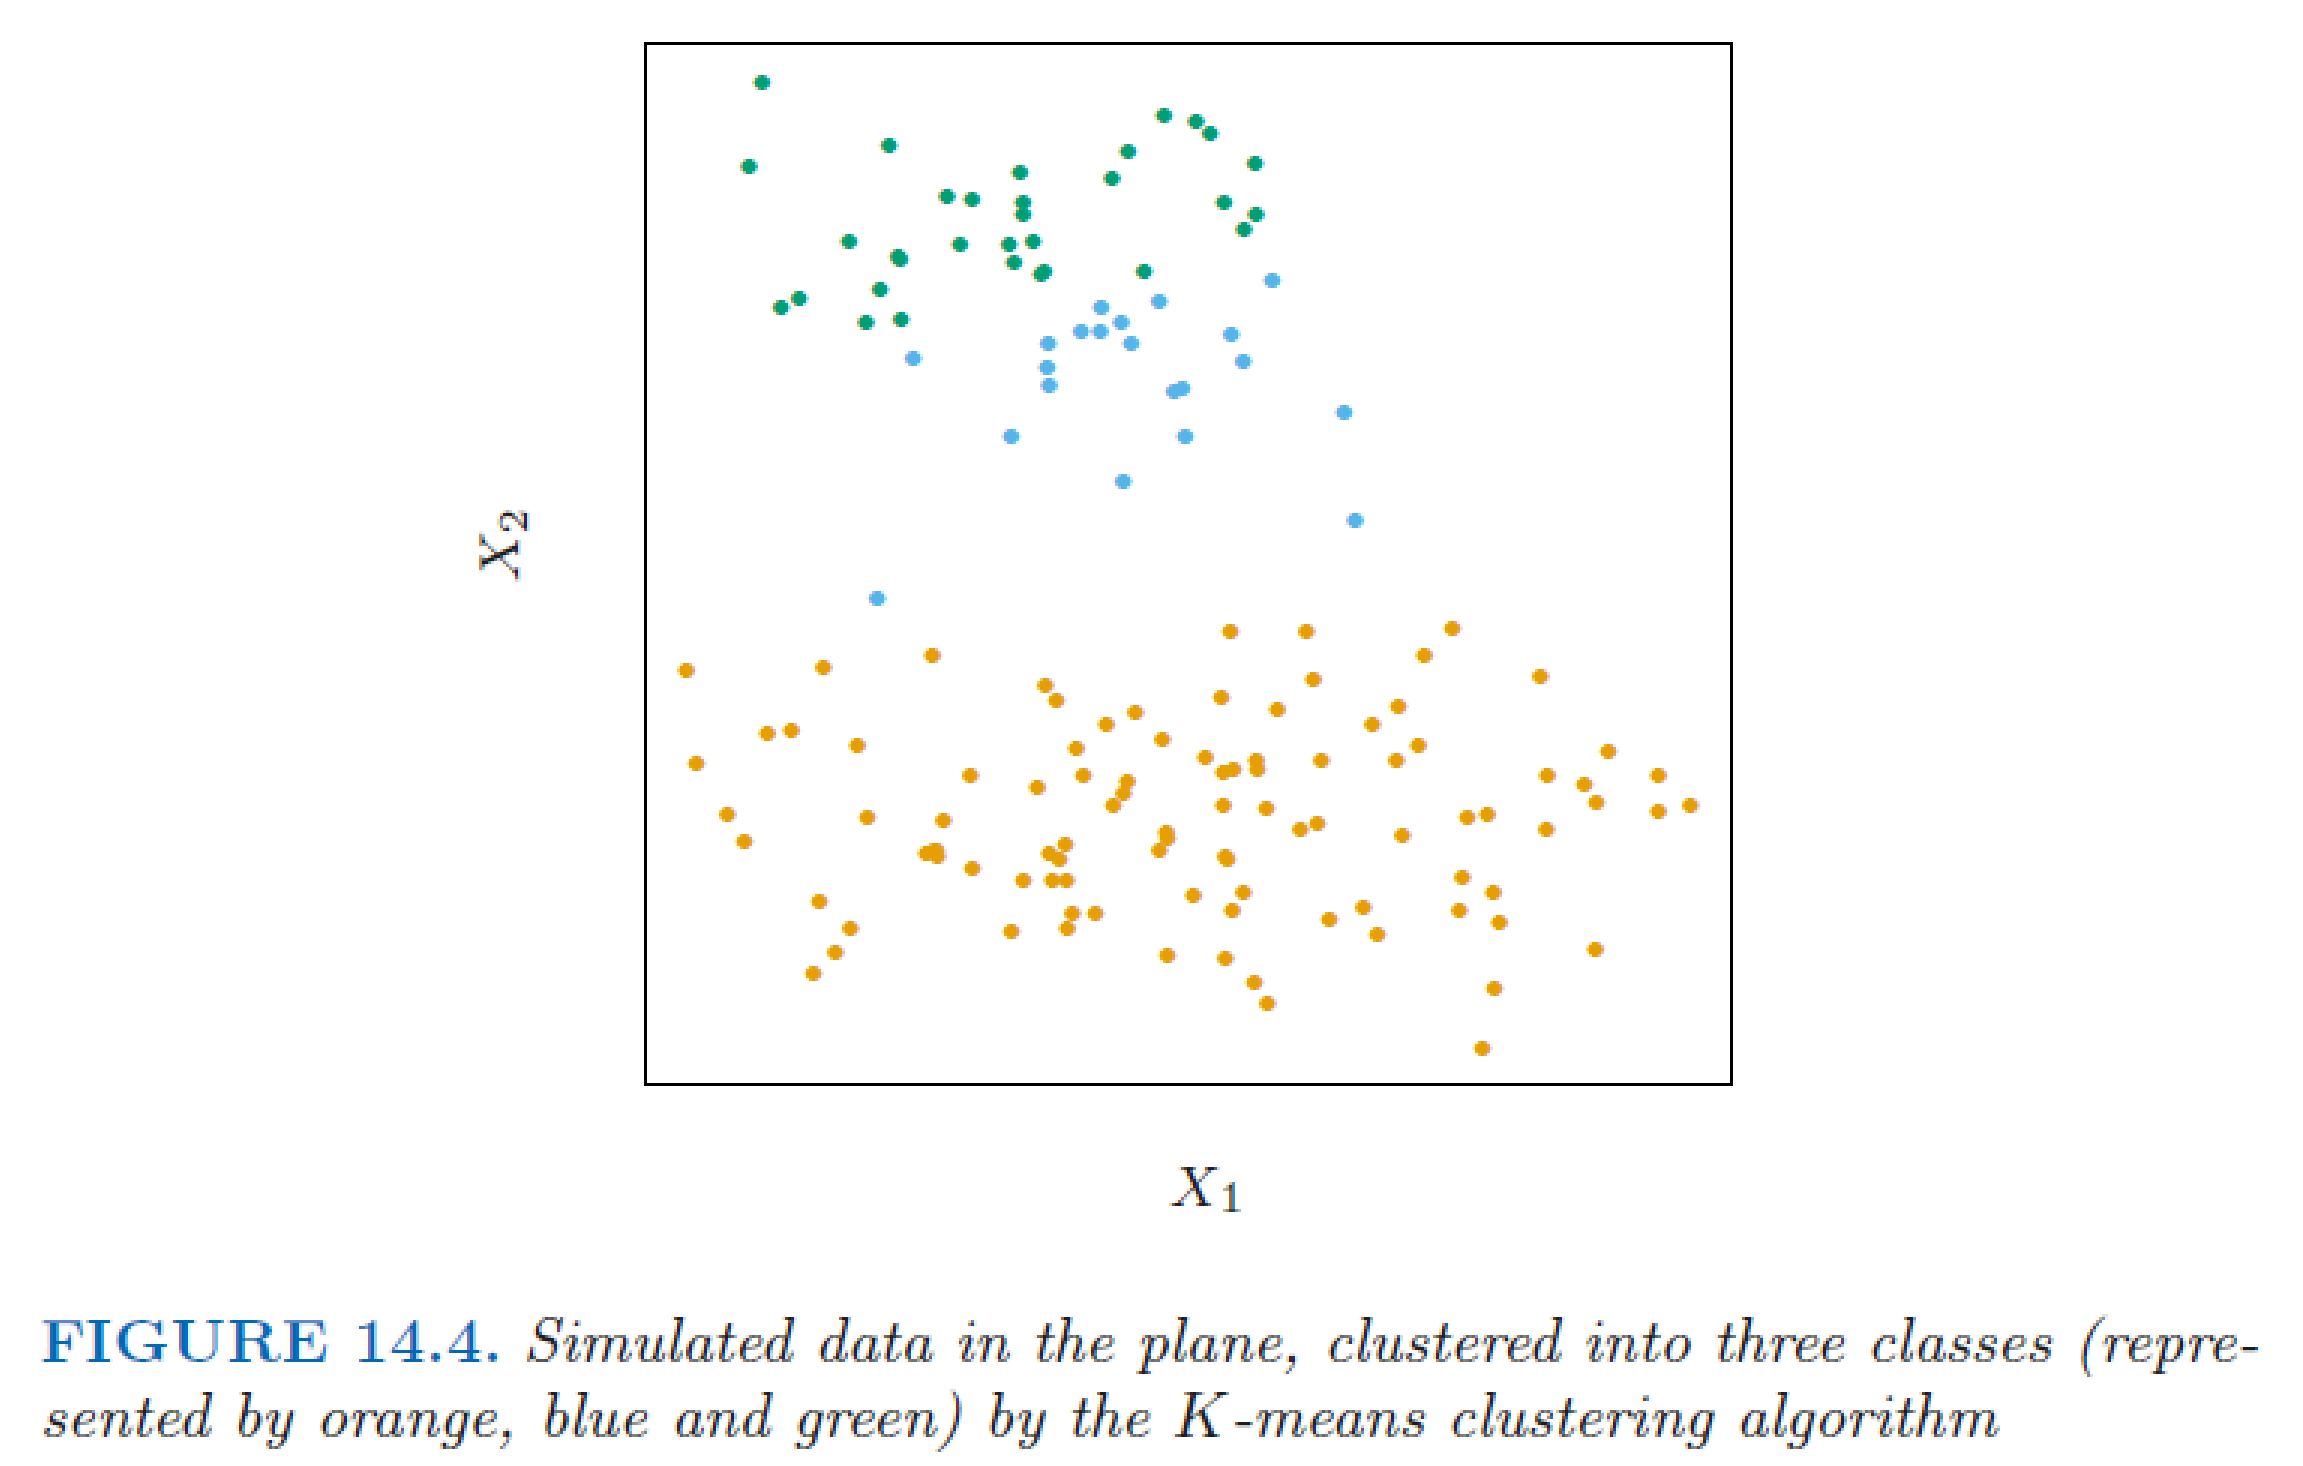 X2
X1
FIGURE 14.4. Simulated data in the plane, clustered into three classes (repre-
sented by orange, blue and green) by the K-means clustering algorithm